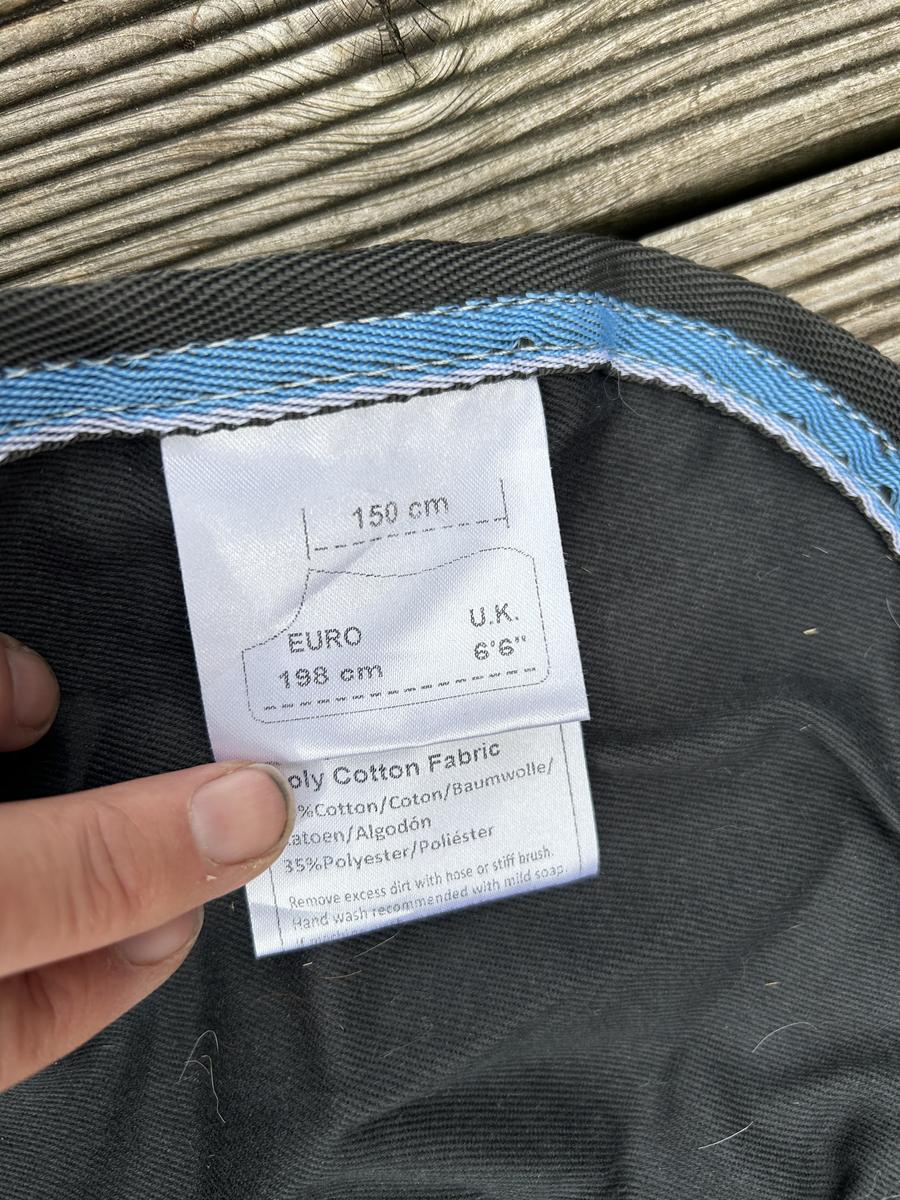 150 cm
EURO
U.K.
198 cm
6'6"
oly Cotton Fabric
%Cotton/Coton/Baumwolle/
atoen/Algodón
35%Polyester/Poliéster
Remove excess dirt with hose or stiff brush.
Hand wash recommended with mild soap.